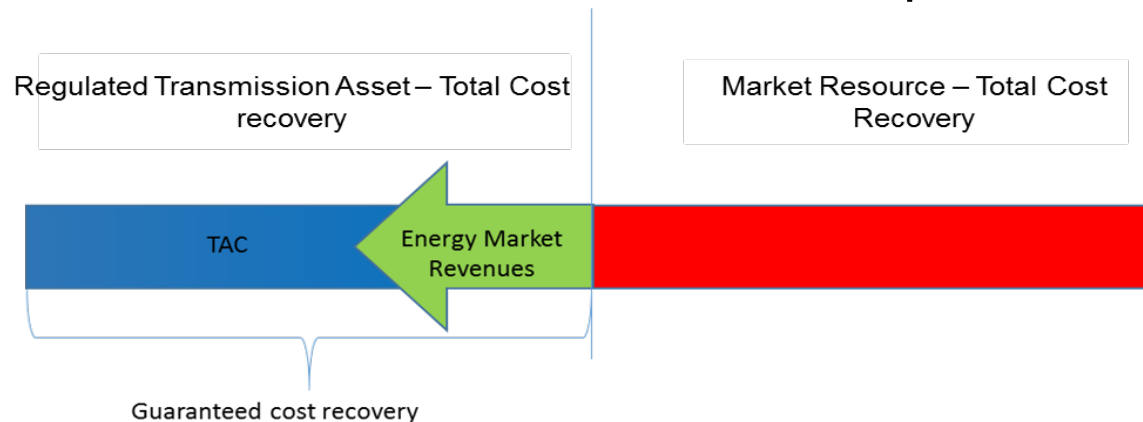 Regulated Transmission Asset – Total Cost
recovery
Market Resource – Total Cost
Recovery
TAC
Energy Market
Revenues
Guaranteed cost recovery